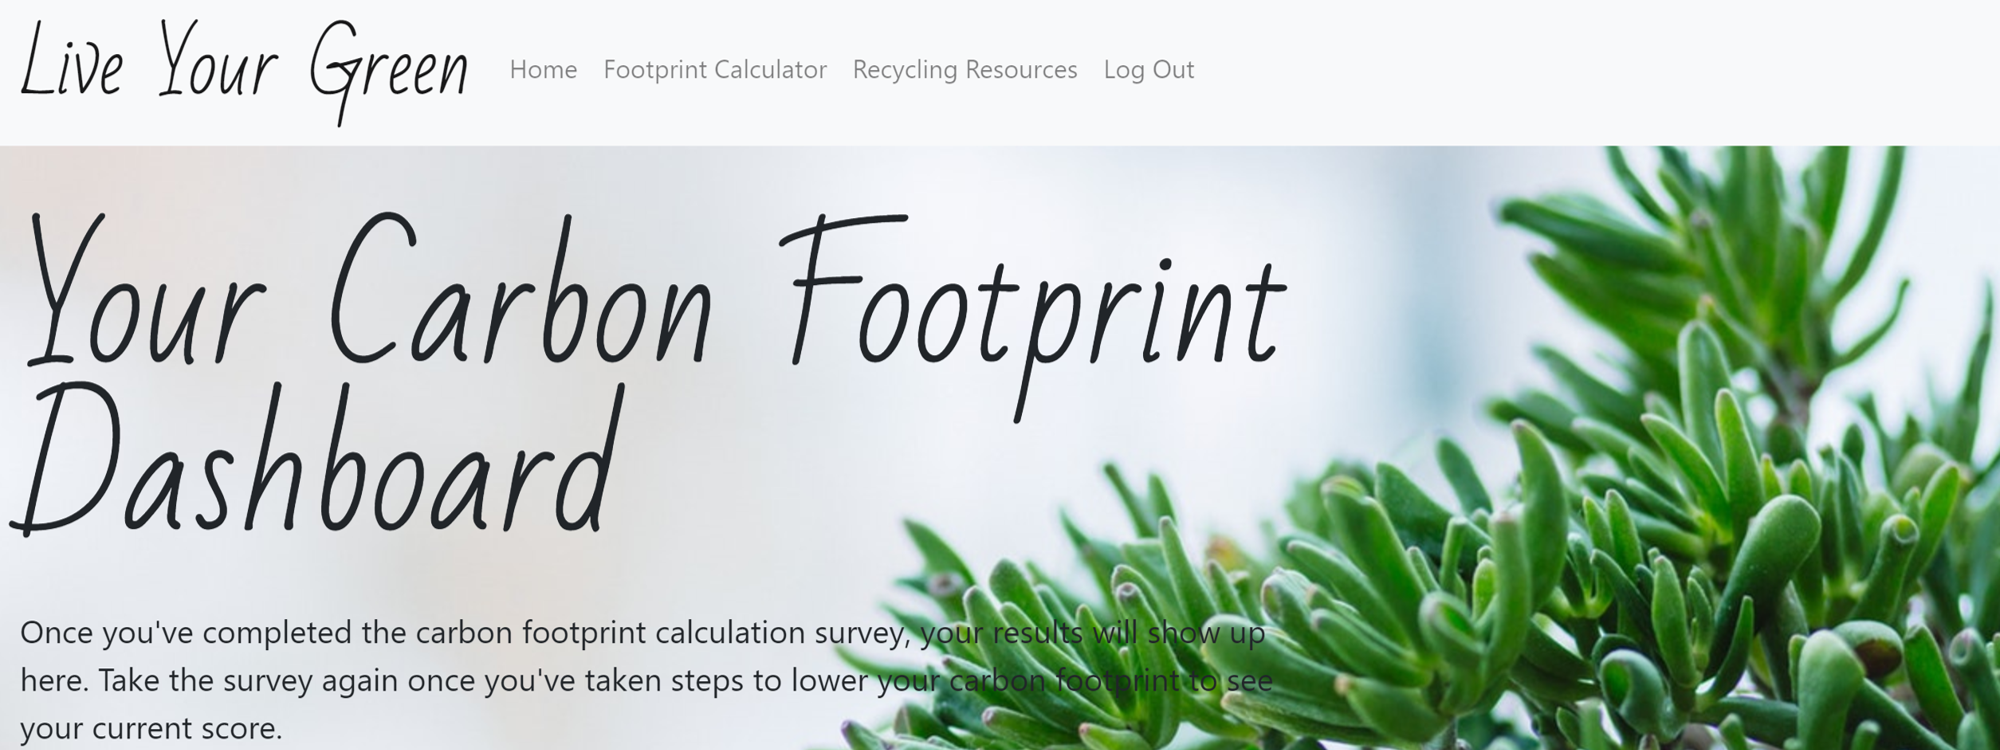 Live Your Green
Home Footprint Calculator Recycling Resources Log Out
Your Carbon Footprint
Dashboard
Once you've completed the carbon footprint calculation survey, your results will show up
here. Take the survey again once you've taken steps to lower your carbon footprint to see
your current score.